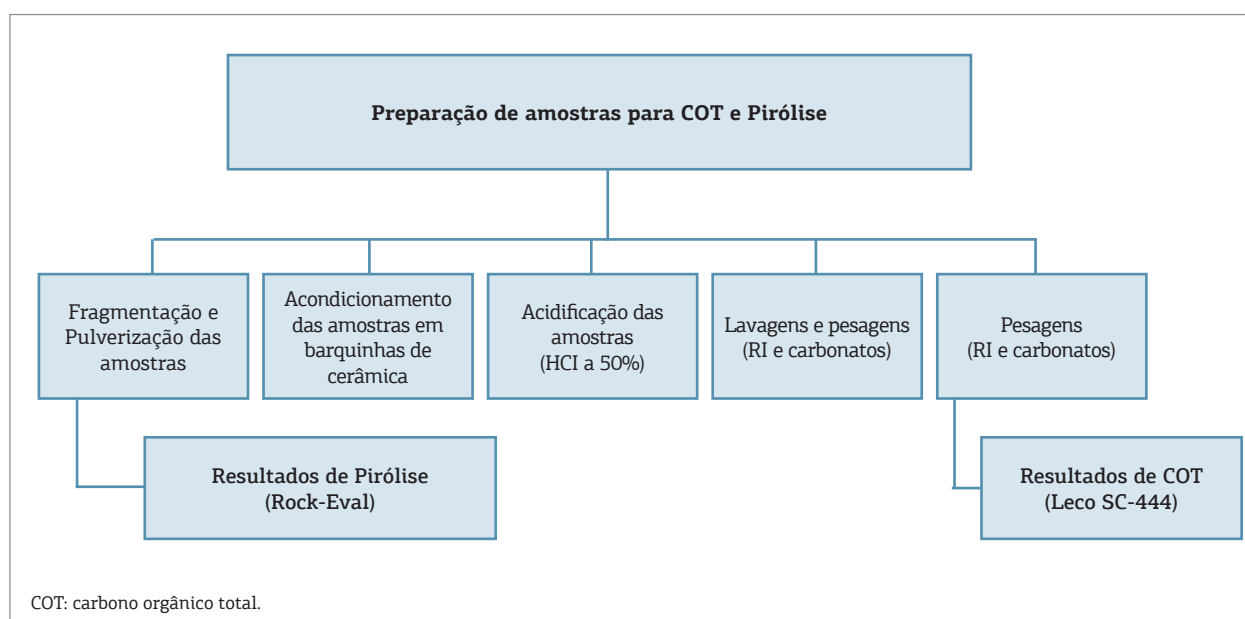 Preparação de amostras para COT e Pirólise
Fragmentação e
Pulverização das
amostras
Acondicionamento
das amostras em
barquinhas de
cerâmica
Acidificação das
amostras
(HCI a 50%)
Lavagens e pesagens
(RI e carbonatos)
Pesagens
(RI e carbonatos)
Resultados de Pirólise
(Rock-Eval)
Resultados de COT
(Leco SC-444)
COT: carbono orgânico total.